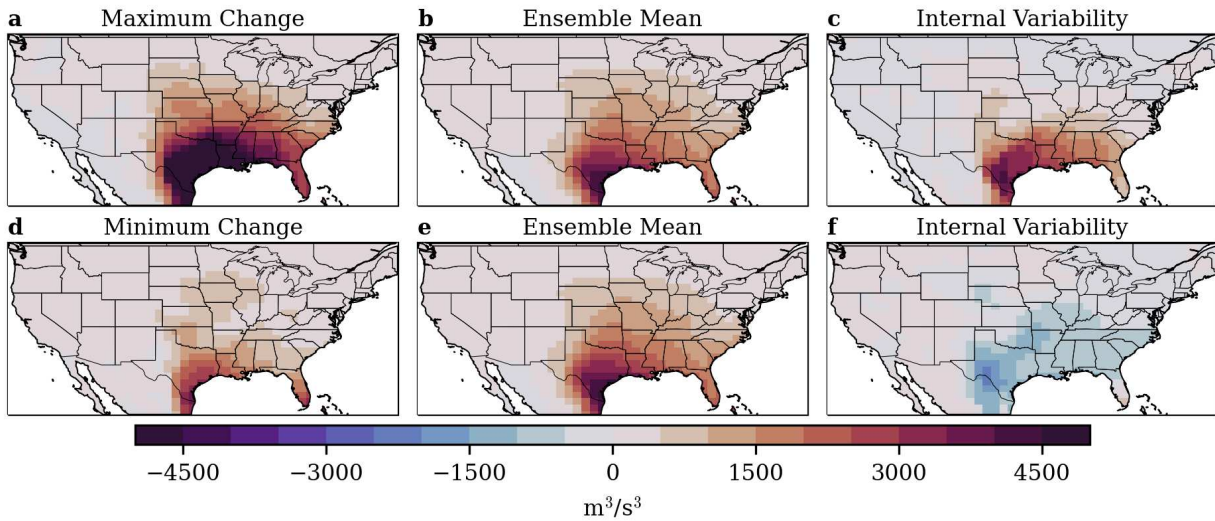 a Maximum Change
b Ensemble Mean
c Internal Variability
d Minimum Change
e Ensemble Mean
f Internal Variability
−4500 −3000 −1500 0 1500 3000 4500
m³/s³